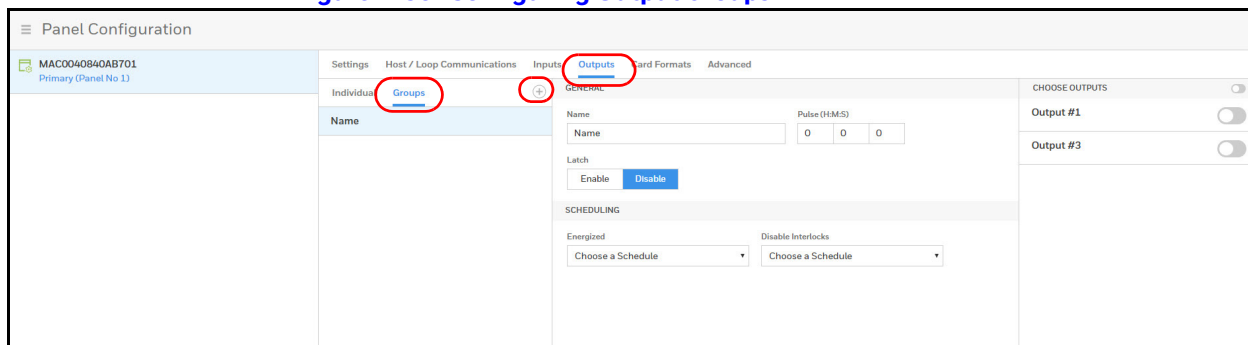 Panel Configuration
MAC0040840AB701
Primary (Panel No 1)
Settings Host / Loop Communications Inputs Outputs Card Formats Advanced
Individual Groups
GENERAL
CHOOSE OUTPUTS
Name
Name Pulse (H:M:S)
Name 0 0 0
Output #1
Output #3
Latch
Enable Disable
SCHEDULING
Energized Disable Interlocks
Choose a Schedule Choose a Schedule